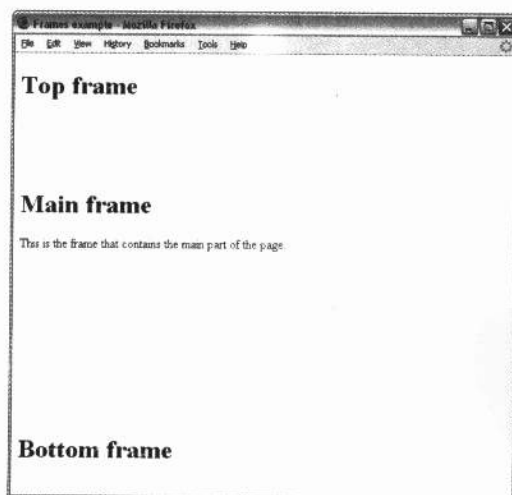 Frames example - Mozilla Firefox
File Edit View History Bookmarks Tools Help
Top frame
Main frame
This is the frame that contains the main part of the page.
Bottom frame